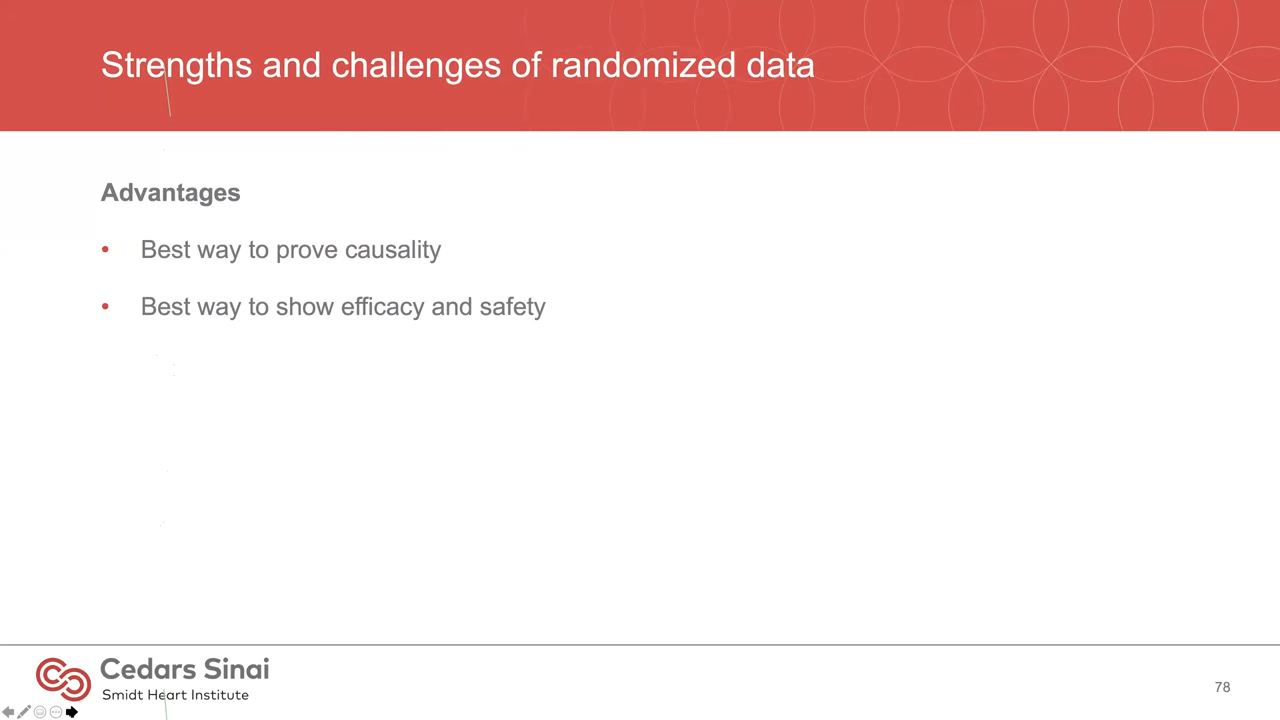 Strengths and challenges of randomized data
Advantages
• Best way to prove causality
• Best way to show efficacy and safety
Cedars Sinai
Smidt Heart Institute
78